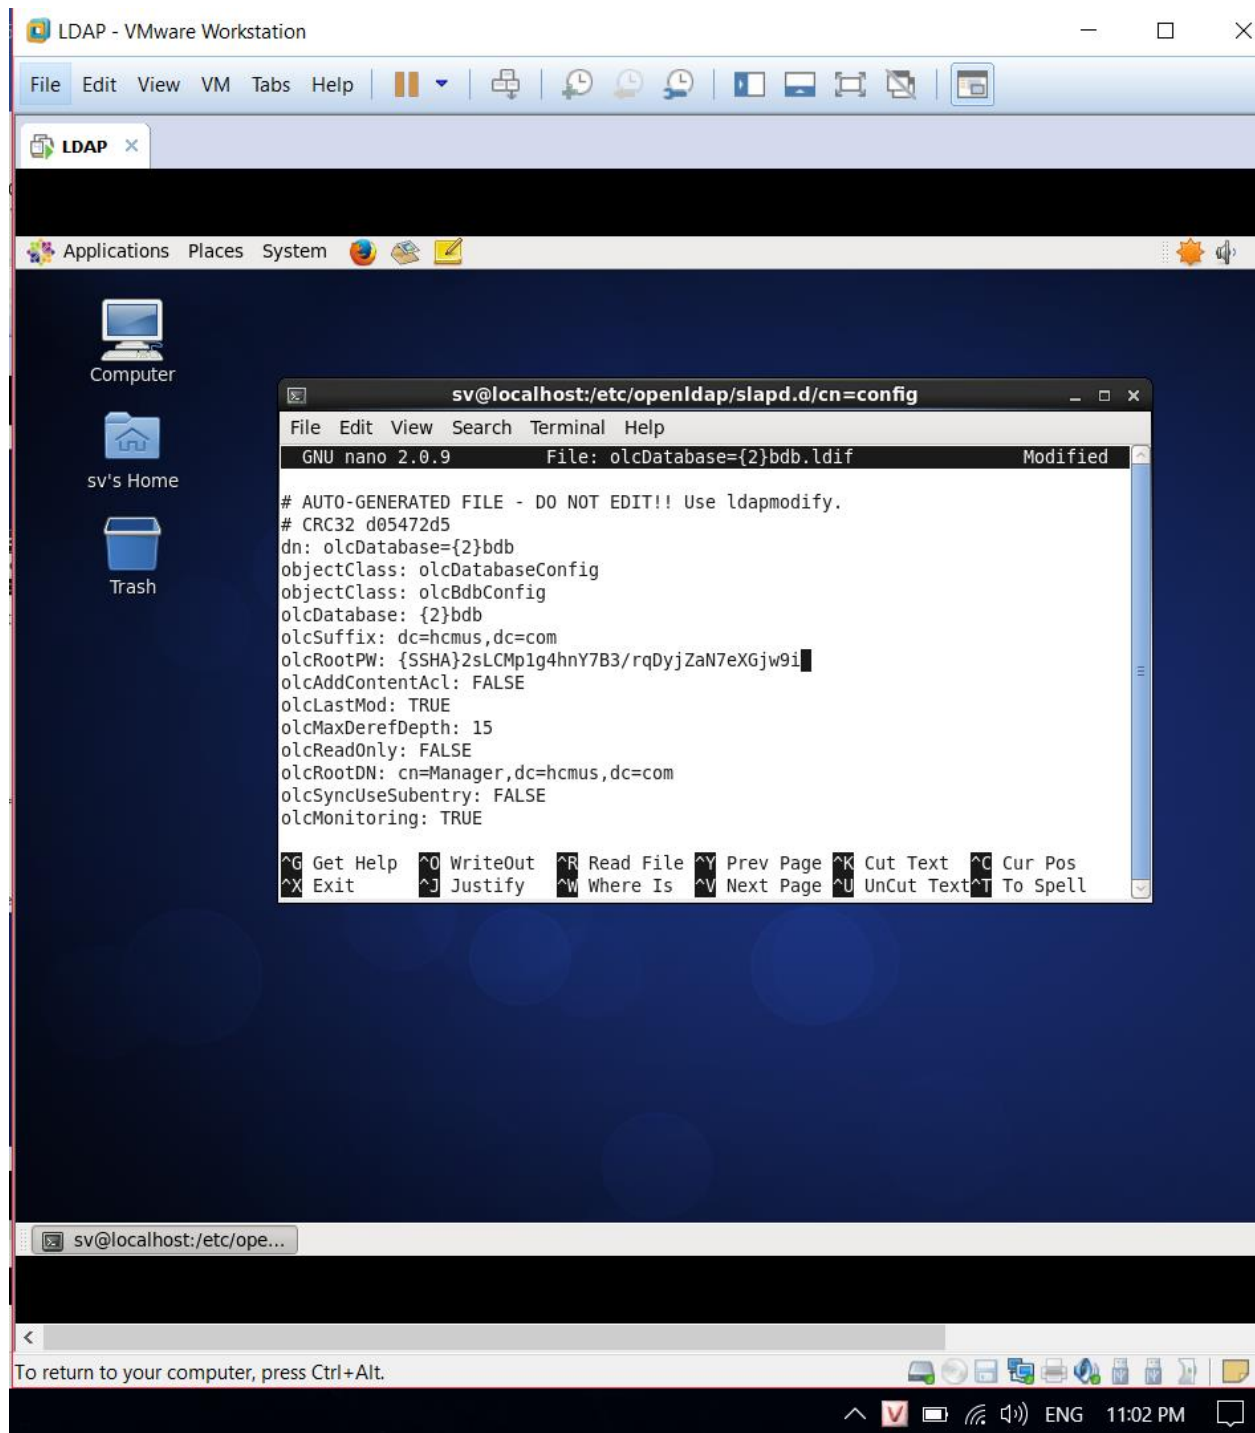 LDAP - VMware Workstation
File Edit View VM Tabs Help
LDAP
Applications Places System
Computer
sv's Home
Trash
sv@localhost:/etc/openldap/slapd.d/cn=config
File Edit View Search Terminal Help
GNU nano 2.0.9 File: olcDatabase={2}bdb.ldif Modified
# AUTO-GENERATED FILE - DO NOT EDIT!! Use ldapmodify.
# CRC32 d05472d5
dn: olcDatabase={2}bdb
objectClass: olcDatabaseConfig
objectClass: olcBdbConfig
olcDatabase: {2}bdb
olcSuffix: dc=hcmus,dc=com
olcRootPW: {SSHA}2sLCMp1g4hnY7B3/rqDyjZaN7eXGjw9i
olcAddContentAcl: FALSE
olcLastMod: TRUE
olcMaxDerefDepth: 15
olcReadOnly: FALSE
olcRootDN: cn=Manager,dc=hcmus,dc=com
olcSyncUseSubentry: FALSE
olcMonitoring: TRUE
^G Get Help ^O WriteOut ^R Read File ^Y Prev Page ^K Cut Text ^C Cur Pos
^X Exit ^J Justify ^W Where Is ^V Next Page ^U UnCut Text ^T To Spell
sv@localhost:/etc/ope...
To return to your computer, press Ctrl+Alt.
V ENG 11:02 PM